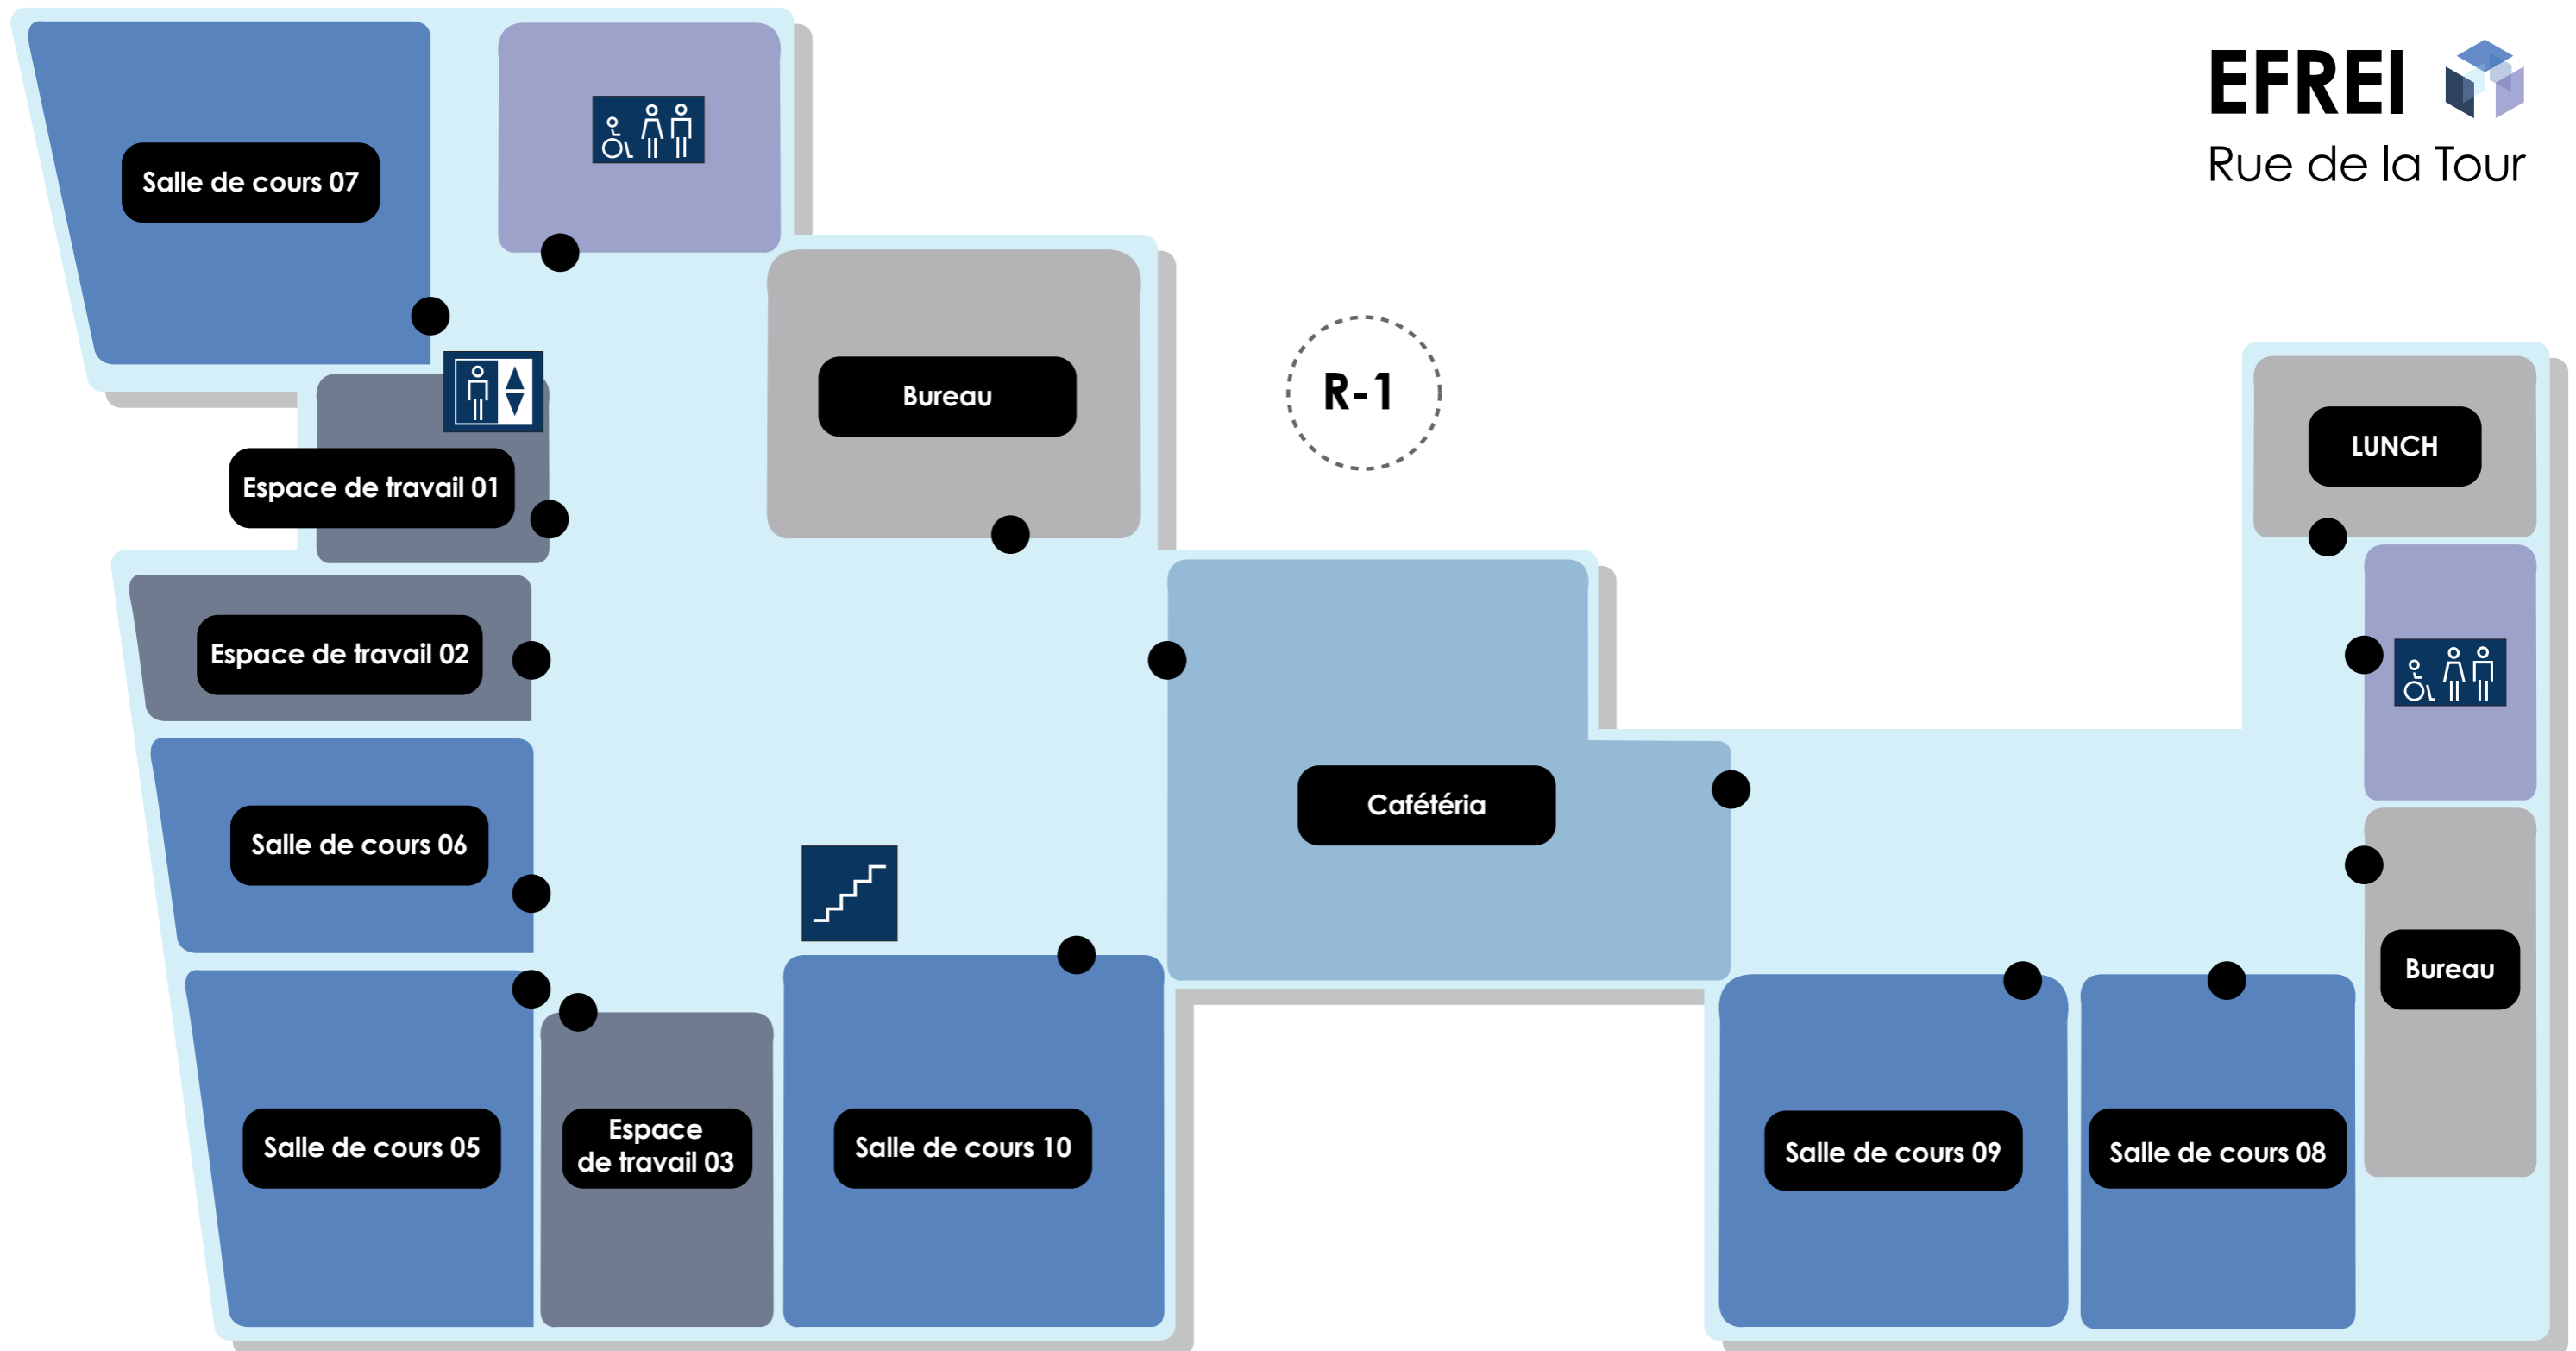 EFREI
Rue de la Tour
Salle de cours 07
Bureau
R-1
LUNCH
Espace de travail 01
Espace de travail 02
Cafétéria
Salle de cours 06
Bureau
Salle de cours 05
Espace
de travail 03
Salle de cours 10
Salle de cours 09
Salle de cours 08